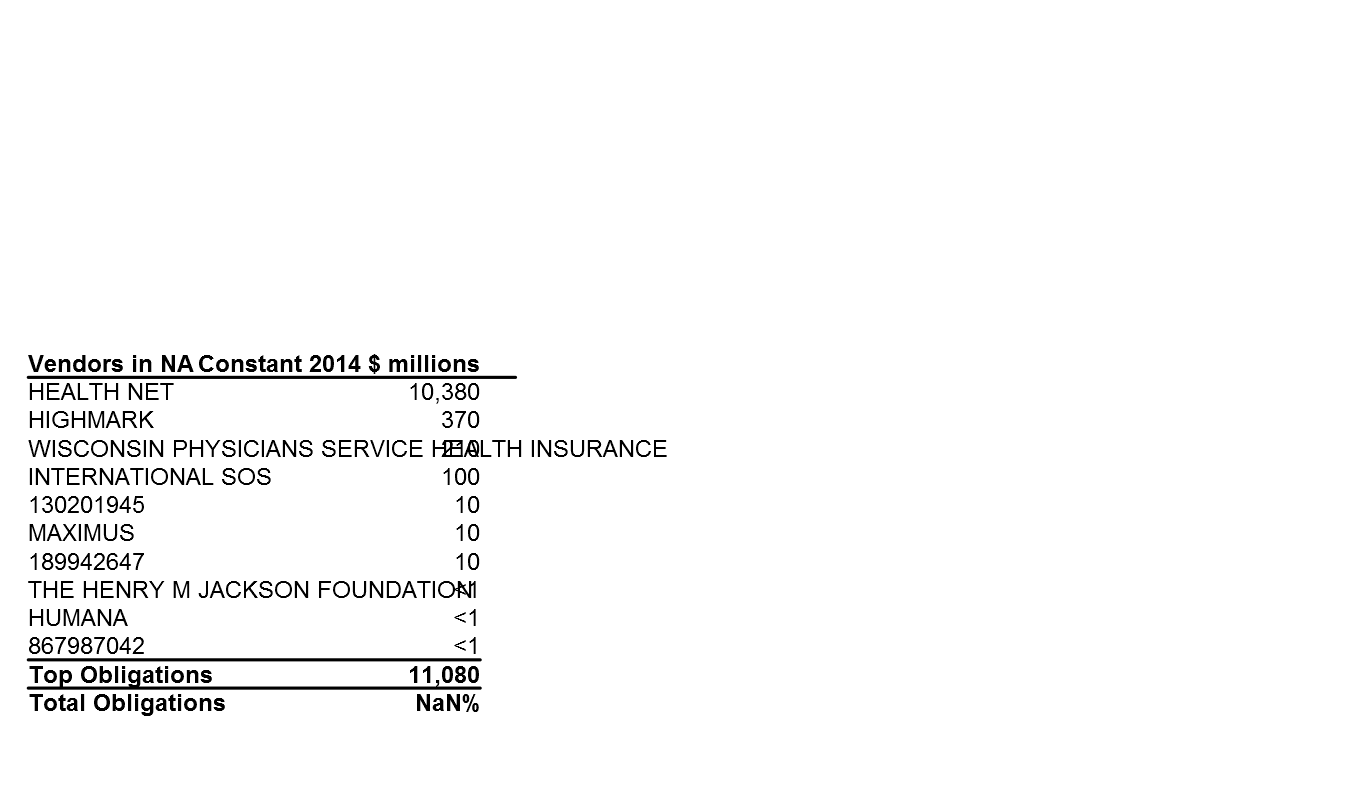 Vendors in NA Constant 2014 $ millions
HEALTH NET 10,380
HIGHMARK 370
WISCONSIN PHYSICIANS SERVICE HEALTH INSURANCE 210
INTERNATIONAL SOS 100
130201945 10
MAXIMUS 10
189942647 10
THE HENRY M JACKSON FOUNDATION <1
HUMANA <1
867987042 <1
Top Obligations 11,080
Total Obligations NaN%